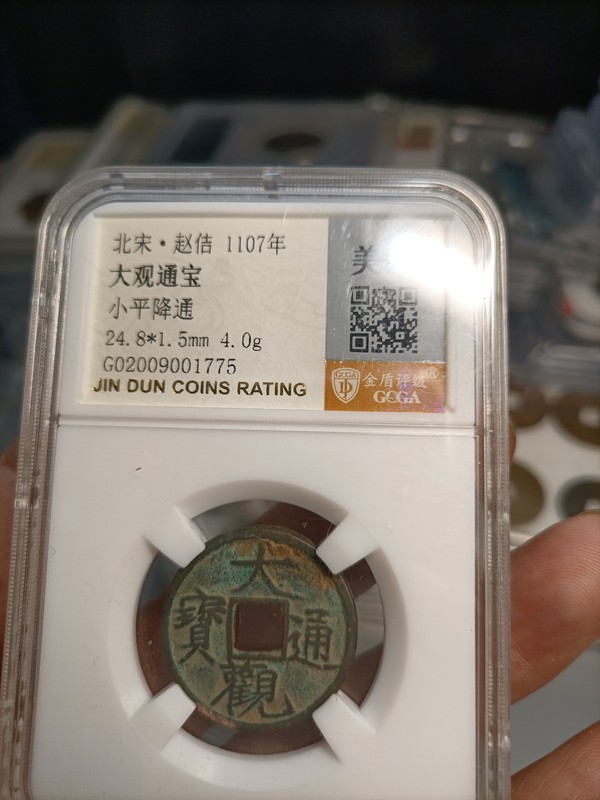 北宋·赵佶 1107年
大观通宝
小平降通
24.8*1.5mm 4.0g
G02009001775
JIN DUN COINS RATING
美
金盾评级®
GCGA
大
觀
通
寶